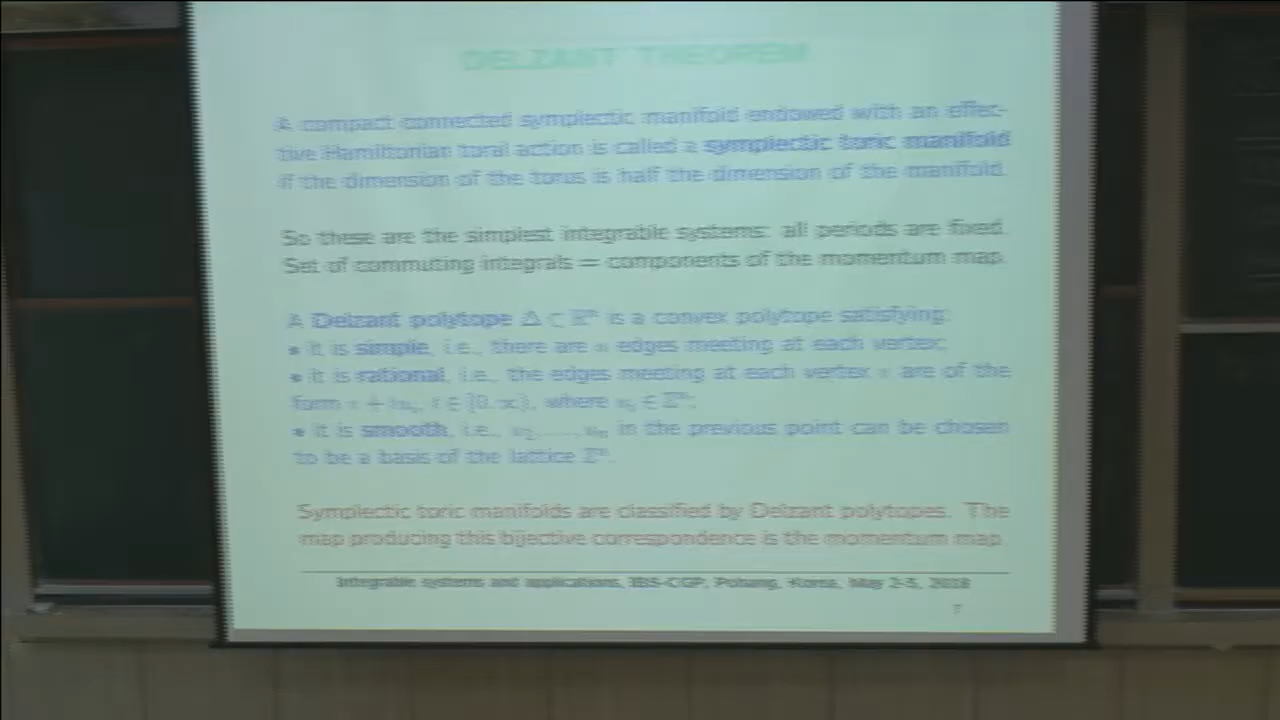 DELZANT THEOREM
A compact connected symplectic manifold endowed with an effec-
tive Hamiltonian toral action is called a symplectic toric manifold
if the dimension of the torus is half the dimension of the manifold.
So these are the simplest integrable systems: all periods are fixed.
Set of commuting integrals = components of the momentum map.
A Delzant polytope Δ ⊂ ℝⁿ is a convex polytope satisfying:
• it is simple, i.e., there are n edges meeting at each vertex;
• it is rational, i.e., the edges meeting at each vertex v are of the
form where
• it is smooth, i.e., in the previous point can be chosen
to be a basis of the lattice ℤⁿ.
Symplectic toric manifolds are classified by Delzant polytopes. The
map producing this bijective correspondence is the momentum map.
Integrable systems and applications, IBS-CGP, Pohang, Korea, May 2-5, 2018
7